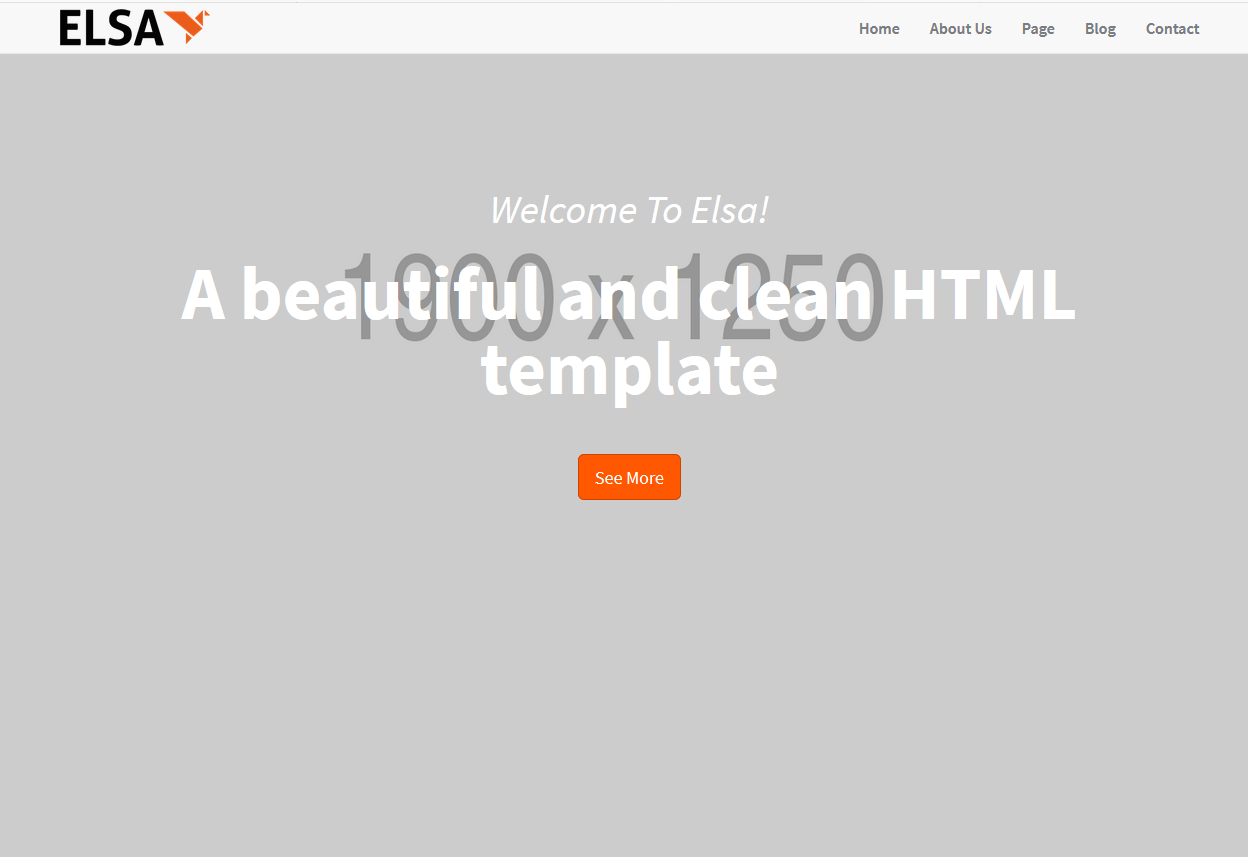 ELSA
Home About Us Page Blog Contact
Welcome To Elsa!
1900 x 1250
A beautiful and clean HTML
template
See More